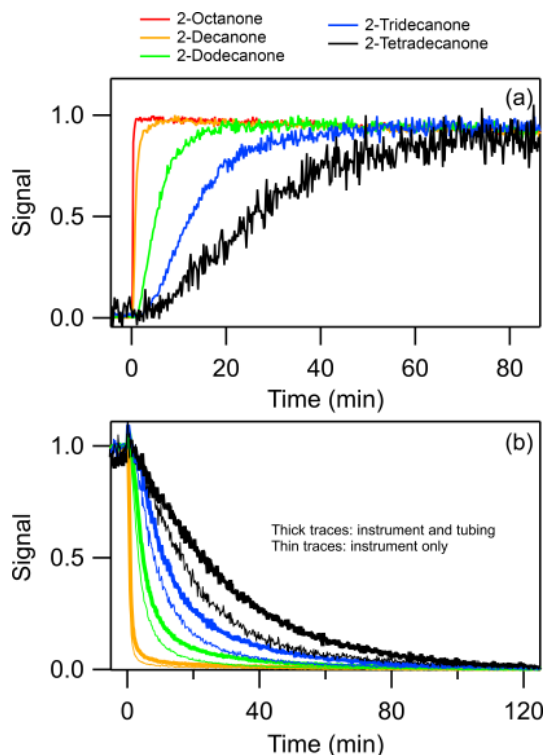 2-Octanone
2-Decanone
2-Dodecanone
2-Tridecanone
2-Tetradecanone
(a)
Signal
1.0
0.5
0.0
0 20 40 60 80
Time (min)
(b)
Signal
1.0
0.5
0.0
Thick traces: instrument and tubing
Thin traces: instrument only
0 40 80 120
Time (min)